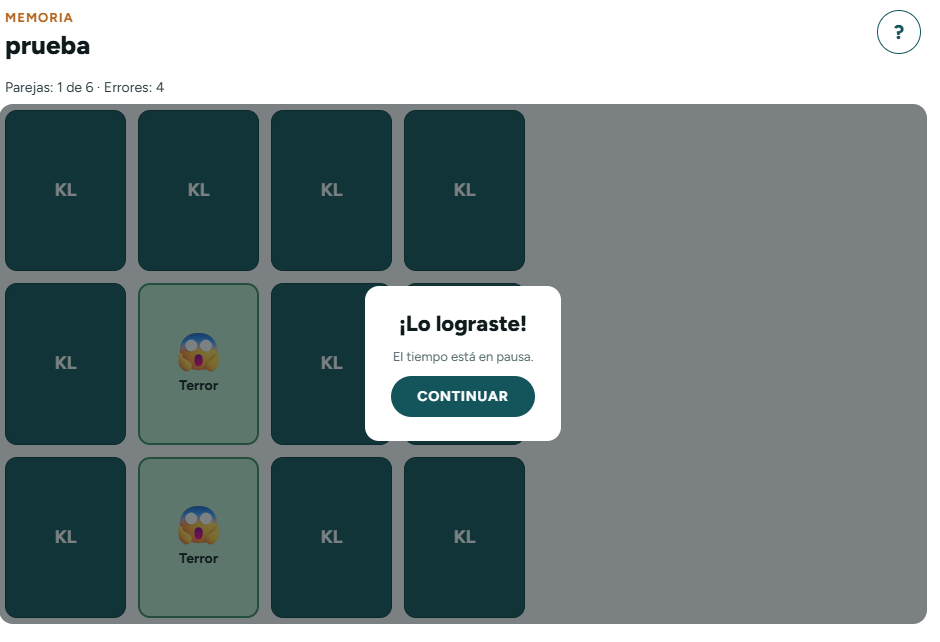 MEMORIA
prueba
?
Parejas: 1 de 6 · Errores: 4
KL
KL
KL
KL
KL
Terror
KL
¡Lo lograste!
El tiempo está en pausa.
CONTINUAR
KL
Terror
KL
KL